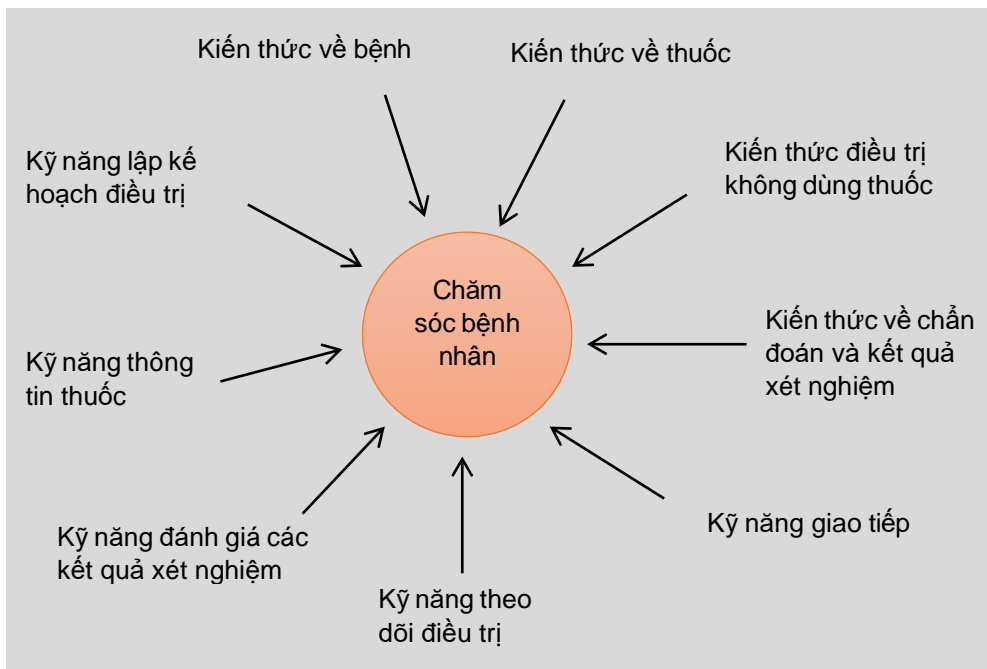 Kiến thức về bệnh
Kiến thức về thuốc
Kỹ năng lập kế
hoạch điều trị
Kiến thức điều trị
không dùng thuốc
Chăm
sóc bệnh
nhân
Kiến thức về chẩn
đoán và kết quả
xét nghiệm
Kỹ năng thông
tin thuốc
Kỹ năng giao tiếp
Kỹ năng đánh giá các
kết quả xét nghiệm
Kỹ năng theo
dõi điều trị